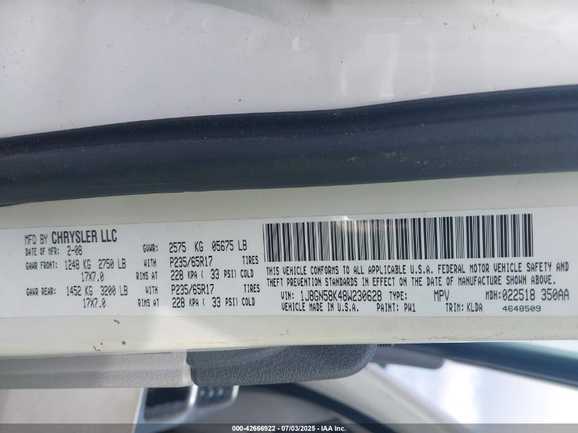 MFD BY CHRYSLER LLC
DATE OF MFR: 2-08
GVWR: 2575 KG 05675 LB
GAWR FRONT: 1248 KG 2750 LB WITH P235/65R17 TIRES
17X7.0 RIMS AT 228 KPA ( 33 PSI) COLD
GAWR REAR: 1452 KG 3200 LB WITH P235/65R17 TIRES
17X7.0 RIMS AT 228 KPA ( 33 PSI) COLD
THIS VEHICLE CONFORMS TO ALL APPLICABLE U.S.A. FEDERAL MOTOR VEHICLE SAFETY AND
THEFT PREVENTION STANDARDS IN EFFECT ON THE DATE OF MANUFACTURE SHOWN ABOVE.
VIN: 1J8GN58K48W230628 TYPE: MPV MDH: 022518 350AA
VEHICLE MADE IN U.S.A. PAINT: PW1 TRIM: KLDA 4648509
000-42666922 - 07/03/2025 - IAA Inc.